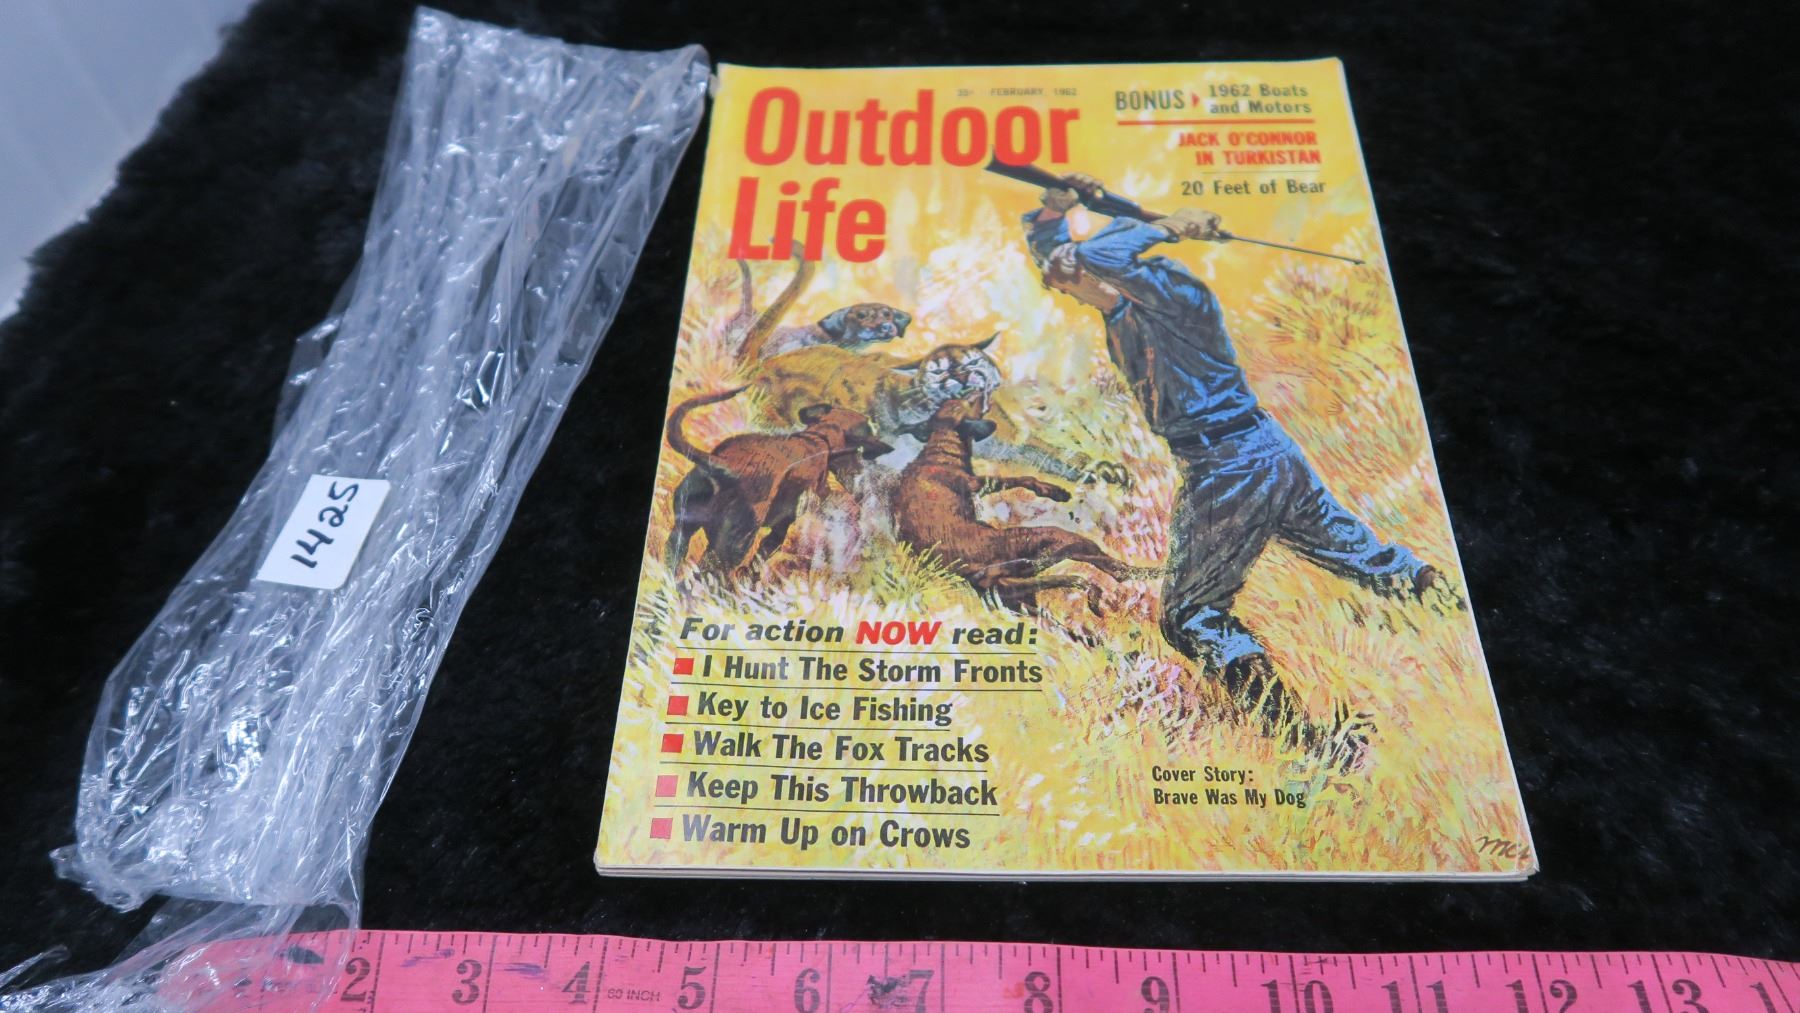 35¢ FEBRUARY, 1962
Outdoor
Life
BONUS 1962 Boats
and Motors
JACK O'CONNOR
IN TURKISTAN
20 Feet of Bear
For action NOW read:
I Hunt The Storm Fronts
Key to Ice Fishing
Walk The Fox Tracks
Keep This Throwback
Warm Up on Crows
Cover Story:
Brave Was My Dog
1425
2 3 4 5 6 7 8 9 10 11 12 13
60 INCH